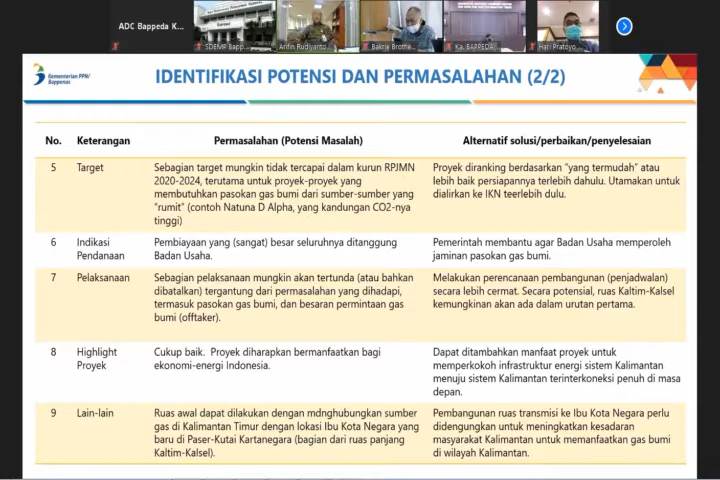 ADC Bappeda K...
SDEMP Bapp...
Arifin Rudiyanto
Bakrie Brothe...
Ka. BAPPEDA ...
Hari Pratoyo
Kementerian PPN/
Bappenas
IDENTIFIKASI POTENSI DAN PERMASALAHAN (2/2)
No. Keterangan Permasalahan (Potensi Masalah) Alternatif solusi/perbaikan/penyelesaian
5 Target Sebagian target mungkin tidak tercapai dalam kurun RPJMN Proyek diranking berdasarkan "yang termudah" atau
2020-2024, terutama untuk proyek-proyek yang lebih baik persiapannya terlebih dahulu. Utamakan untuk
membutuhkan pasokan gas bumi dari sumber-sumber yang dialirkan ke IKN teerlebih dulu.
"rumit" (contoh Natuna D Alpha, yang kandungan CO2-nya
tinggi)
6 Indikasi Pembiayaan yang (sangat) besar seluruhnya ditanggung Pemerintah membantu agar Badan Usaha memperoleh
Pendanaan Badan Usaha. jaminan pasokan gas bumi.
7 Pelaksanaan Sebagian pelaksanaan mungkin akan tertunda (atau bahkan Melakukan perencanaan pembangunan (penjadwalan)
dibatalkan) tergantung dari permasalahan yang dihadapi, secara lebih cermat. Secara potensial, ruas Kaltim-Kalsel
termasuk pasokan gas bumi, dan besaran permintaan gas kemungkinan akan ada dalam urutan pertama.
bumi (offtaker).
8 Highlight Cukup baik. Proyek diharapkan bermanfaatkan bagi Dapat ditambahkan manfaat proyek untuk
Proyek ekonomi-energi Indonesia. memperkokoh infrastruktur energi sistem Kalimantan
menuju sistem Kalimantan terinterkoneksi penuh di masa
depan.
9 Lain-lain Ruas awal dapat dilakukan dengan mdnghubungkan sumber Pembangunan ruas transmisi ke Ibu Kota Negara perlu
gas di Kalimantan Timur dengan lokasi Ibu Kota Negara yang didengungkan untuk meningkatkan kesadaran
baru di Paser-Kutai Kartanegara (bagian dari ruas panjang masyarakat Kalimantan untuk memanfaatkan gas bumi
Kaltim-Kalsel). di wilayah Kalimantan.